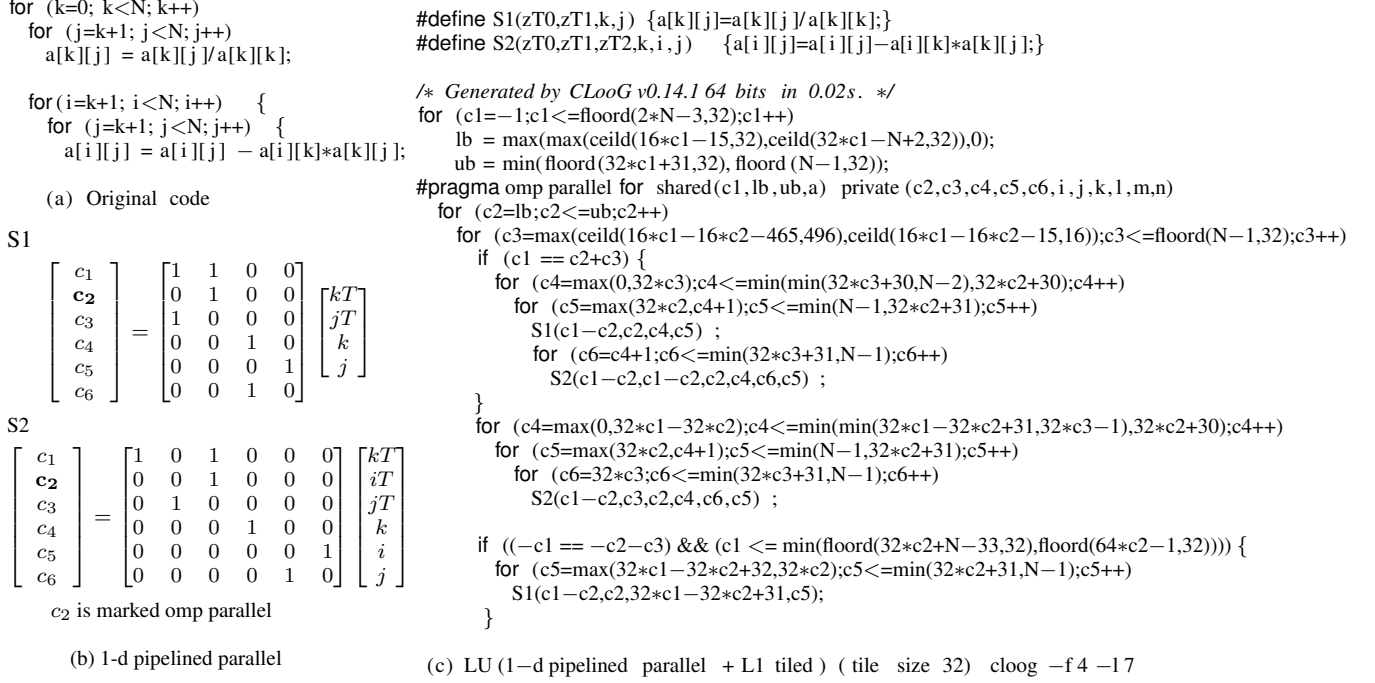 for (k=0; k<N; k++)
for (j=k+1; j<N; j++)
a[k][j] = a[k][j]/a[k][k];
for(i=k+1; i<N; i++) {
for (j=k+1; j<N; j++) {
a[i][j] = a[i][j] −a[i][k]∗a[k][j];
(a) Original code
S1
[ c1 ] [1 1 0 0]
[ c2 ] [0 1 0 0] [kT]
[ c3 ] = [1 0 0 0] [jT]
[ c4 ] [0 0 1 0] [k]
[ c5 ] [0 0 0 1] [j]
[ c6 ] [0 0 1 0]
S2
[ c1 ] [1 0 1 0 0 0] [kT]
[ c2 ] [0 0 1 0 0 0] [iT]
[ c3 ] = [0 1 0 0 0 0] [jT]
[ c4 ] [0 0 0 1 0 0] [k]
[ c5 ] [0 0 0 0 0 1] [i]
[ c6 ] [0 0 0 0 1 0] [j]
c2 is marked omp parallel
(b) 1-d pipelined parallel
#define S1(zT0,zT1,k,j) {a[k][j]=a[k][j]/a[k][k];}
#define S2(zT0,zT1,zT2,k,i,j) {a[i][j]=a[i][j]−a[i][k]∗a[k][j];}
/∗ Generated by CLooG v0.14.1 64 bits in 0.02s. ∗/
for (c1=−1;c1<=floord(2∗N−3,32);c1++)
lb = max(max(ceild(16∗c1−15,32),ceild(32∗c1−N+2,32)),0);
ub = min(floord(32∗c1+31,32), floord(N−1,32));
#pragma omp parallel for shared(c1,lb,ub,a) private(c2,c3,c4,c5,c6,i,j,k,l,m,n)
for (c2=lb;c2<=ub;c2++)
for (c3=max(ceild(16∗c1−16∗c2−465,496),ceild(16∗c1−16∗c2−15,16));c3<=floord(N−1,32);c3++)
if (c1 == c2+c3) {
for (c4=max(0,32∗c3);c4<=min(min(32∗c3+30,N−2),32∗c2+30);c4++)
for (c5=max(32∗c2,c4+1);c5<=min(N−1,32∗c2+31);c5++)
S1(c1−c2,c2,c4,c5) ;
for (c6=c4+1;c6<=min(32∗c3+31,N−1);c6++)
S2(c1−c2,c1−c2,c2,c4,c6,c5) ;
}
for (c4=max(0,32∗c1−32∗c2);c4<=min(min(32∗c1−32∗c2+31,32∗c3−1),32∗c2+30);c4++)
for (c5=max(32∗c2,c4+1);c5<=min(N−1,32∗c2+31);c5++)
for (c6=32∗c3;c6<=min(32∗c3+31,N−1);c6++)
S2(c1−c2,c3,c2,c4,c6,c5) ;
if ((−c1 == −c2−c3) && (c1 <= min(floord(32∗c2+N−33,32),floord(64∗c2−1,32)))) {
for (c5=max(32∗c1−32∗c2+32,32∗c2);c5<=min(32∗c2+31,N−1);c5++)
S1(c1−c2,c2,32∗c1−32∗c2+31,c5);
}
(c) LU (1−d pipelined parallel + L1 tiled) (tile size 32) cloog −f 4 −l 7